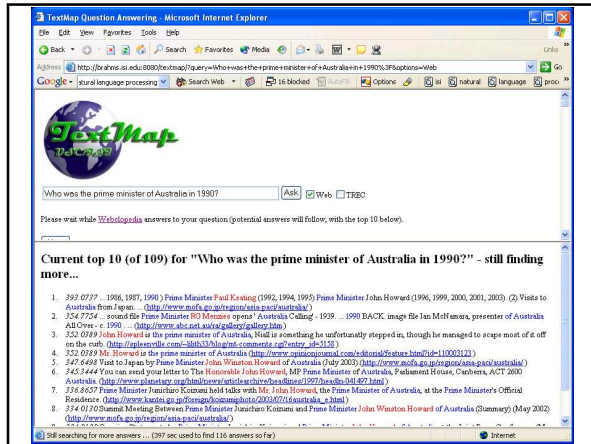 TextMap Question Answering - Microsoft Internet Explorer
File Edit View Favorites Tools Help
Back Search Favorites Media Links
Address http://brahms.isi.edu:8080/textmap/?query=Who+was+the+prime+minister+of+Australia+in+1990%3F&options=Web Go
Google stural language processing Search Web 16 blocked AutoFill Options isi natural language proce
TextMap
USC/ISI
Who was the prime minister of Australia in 1990? Ask Web TREC
Please wait while Webclopedia answers to your question (potential answers will follow, with the top 10 below).
Current top 10 (of 109) for "Who was the prime minister of Australia in 1990?" - still finding
more...
1. 393.0737 ... 1986, 1987, 1990 ) Prime Minister Paul Keating (1992, 1994, 1995) Prime Minister John Howard (1996, 1999, 2000, 2001, 2003). (2) Visits to
Australia from Japan. ... (http://www.mofa.go.jp/region/asia-paci/australia/ )
2. 354.7754 ... sound file Prime Minister RG Menzies opens ' Australia Calling' - 1939. ... 1990 BACK. image file Ian McNamara, presenter of Australia
All Over - c. 1990 . ... (http://www.abc.net.au/ra/gallery/gallery.htm )
3. 352.0389 John Howard is the prime minister of Australia, Niall is something he unfortunatly stepped in, though he managed to scape most of it off
on the curb. (http://spleenville.com/~lilith33/blog/mt-comments.cgi?entry_id=5158 )
4. 352.0389 Mr. Howard is the prime minister of Australia (http://www.opinionjournal.com/editorial/feature.html?id=110003123 )
5. 347.6498 Visit to Japan by Prime Minister John Winston Howard of Australia (July 2003) (http://www.mofa.go.jp/region/asia-paci/australia/ )
6. 345.3444 You can send your letter to The Honorable John Howard, MP Prime Minister of Australia, Parliament House, Canberra, ACT 2600
Australia. (http://www.planetary.org/html/news/articlearchive/headlines/1997/headln-041497.html )
7. 336.8657 Prime Minister Junichiro Koizumi held talks with Mr. John Howard, the Prime Minister of Australia, at the Prime Minister's Official
Residence. (http://www.kantei.go.jp/foreign/koizumiphoto/2003/07/16australia_e.html )
8. 334.0130 Summit Meeting Between Prime Minister Junichiro Koizumi and Prime Minister John Winston Howard of Australia (Summary) (May 2002)
(http://www.mofa.go.jp/region/asia-paci/australia/ )
Still searching for more answers ... (397 sec used to find 116 answers so far) Internet